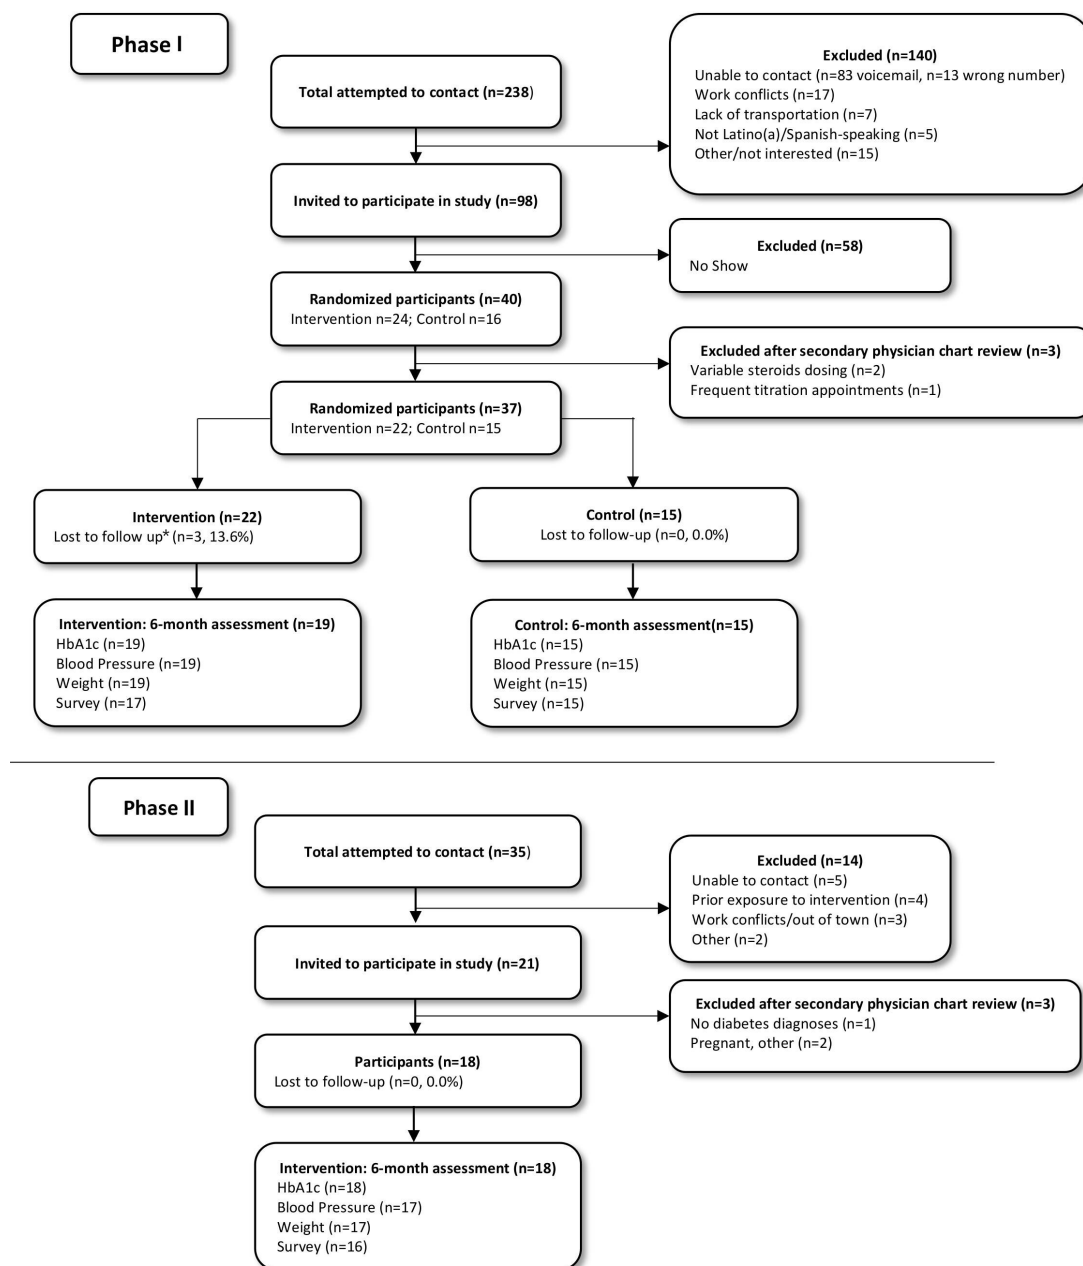 Phase I
Total attempted to contact (n=238)
Excluded (n=140)
Unable to contact (n=83 voicemail, n=13 wrong number)
Work conflicts (n=17)
Lack of transportation (n=7)
Not Latino(a)/Spanish-speaking (n=5)
Other/not interested (n=15)
Invited to participate in study (n=98)
Excluded (n=58)
No Show
Randomized participants (n=40)
Intervention n=24; Control n=16
Excluded after secondary physician chart review (n=3)
Variable steroids dosing (n=2)
Frequent titration appointments (n=1)
Randomized participants (n=37)
Intervention n=22; Control n=15
Intervention (n=22)
Lost to follow up* (n=3, 13.6%)
Control (n=15)
Lost to follow-up (n=0, 0.0%)
Intervention: 6-month assessment (n=19)
HbA1c (n=19)
Blood Pressure (n=19)
Weight (n=19)
Survey (n=17)
Control: 6-month assessment(n=15)
HbA1c (n=15)
Blood Pressure (n=15)
Weight (n=15)
Survey (n=15)
Phase II
Total attempted to contact (n=35)
Excluded (n=14)
Unable to contact (n=5)
Prior exposure to intervention (n=4)
Work conflicts/out of town (n=3)
Other (n=2)
Invited to participate in study (n=21)
Excluded after secondary physician chart review (n=3)
No diabetes diagnoses (n=1)
Pregnant, other (n=2)
Participants (n=18)
Lost to follow-up (n=0, 0.0%)
Intervention: 6-month assessment (n=18)
HbA1c (n=18)
Blood Pressure (n=17)
Weight (n=17)
Survey (n=16)